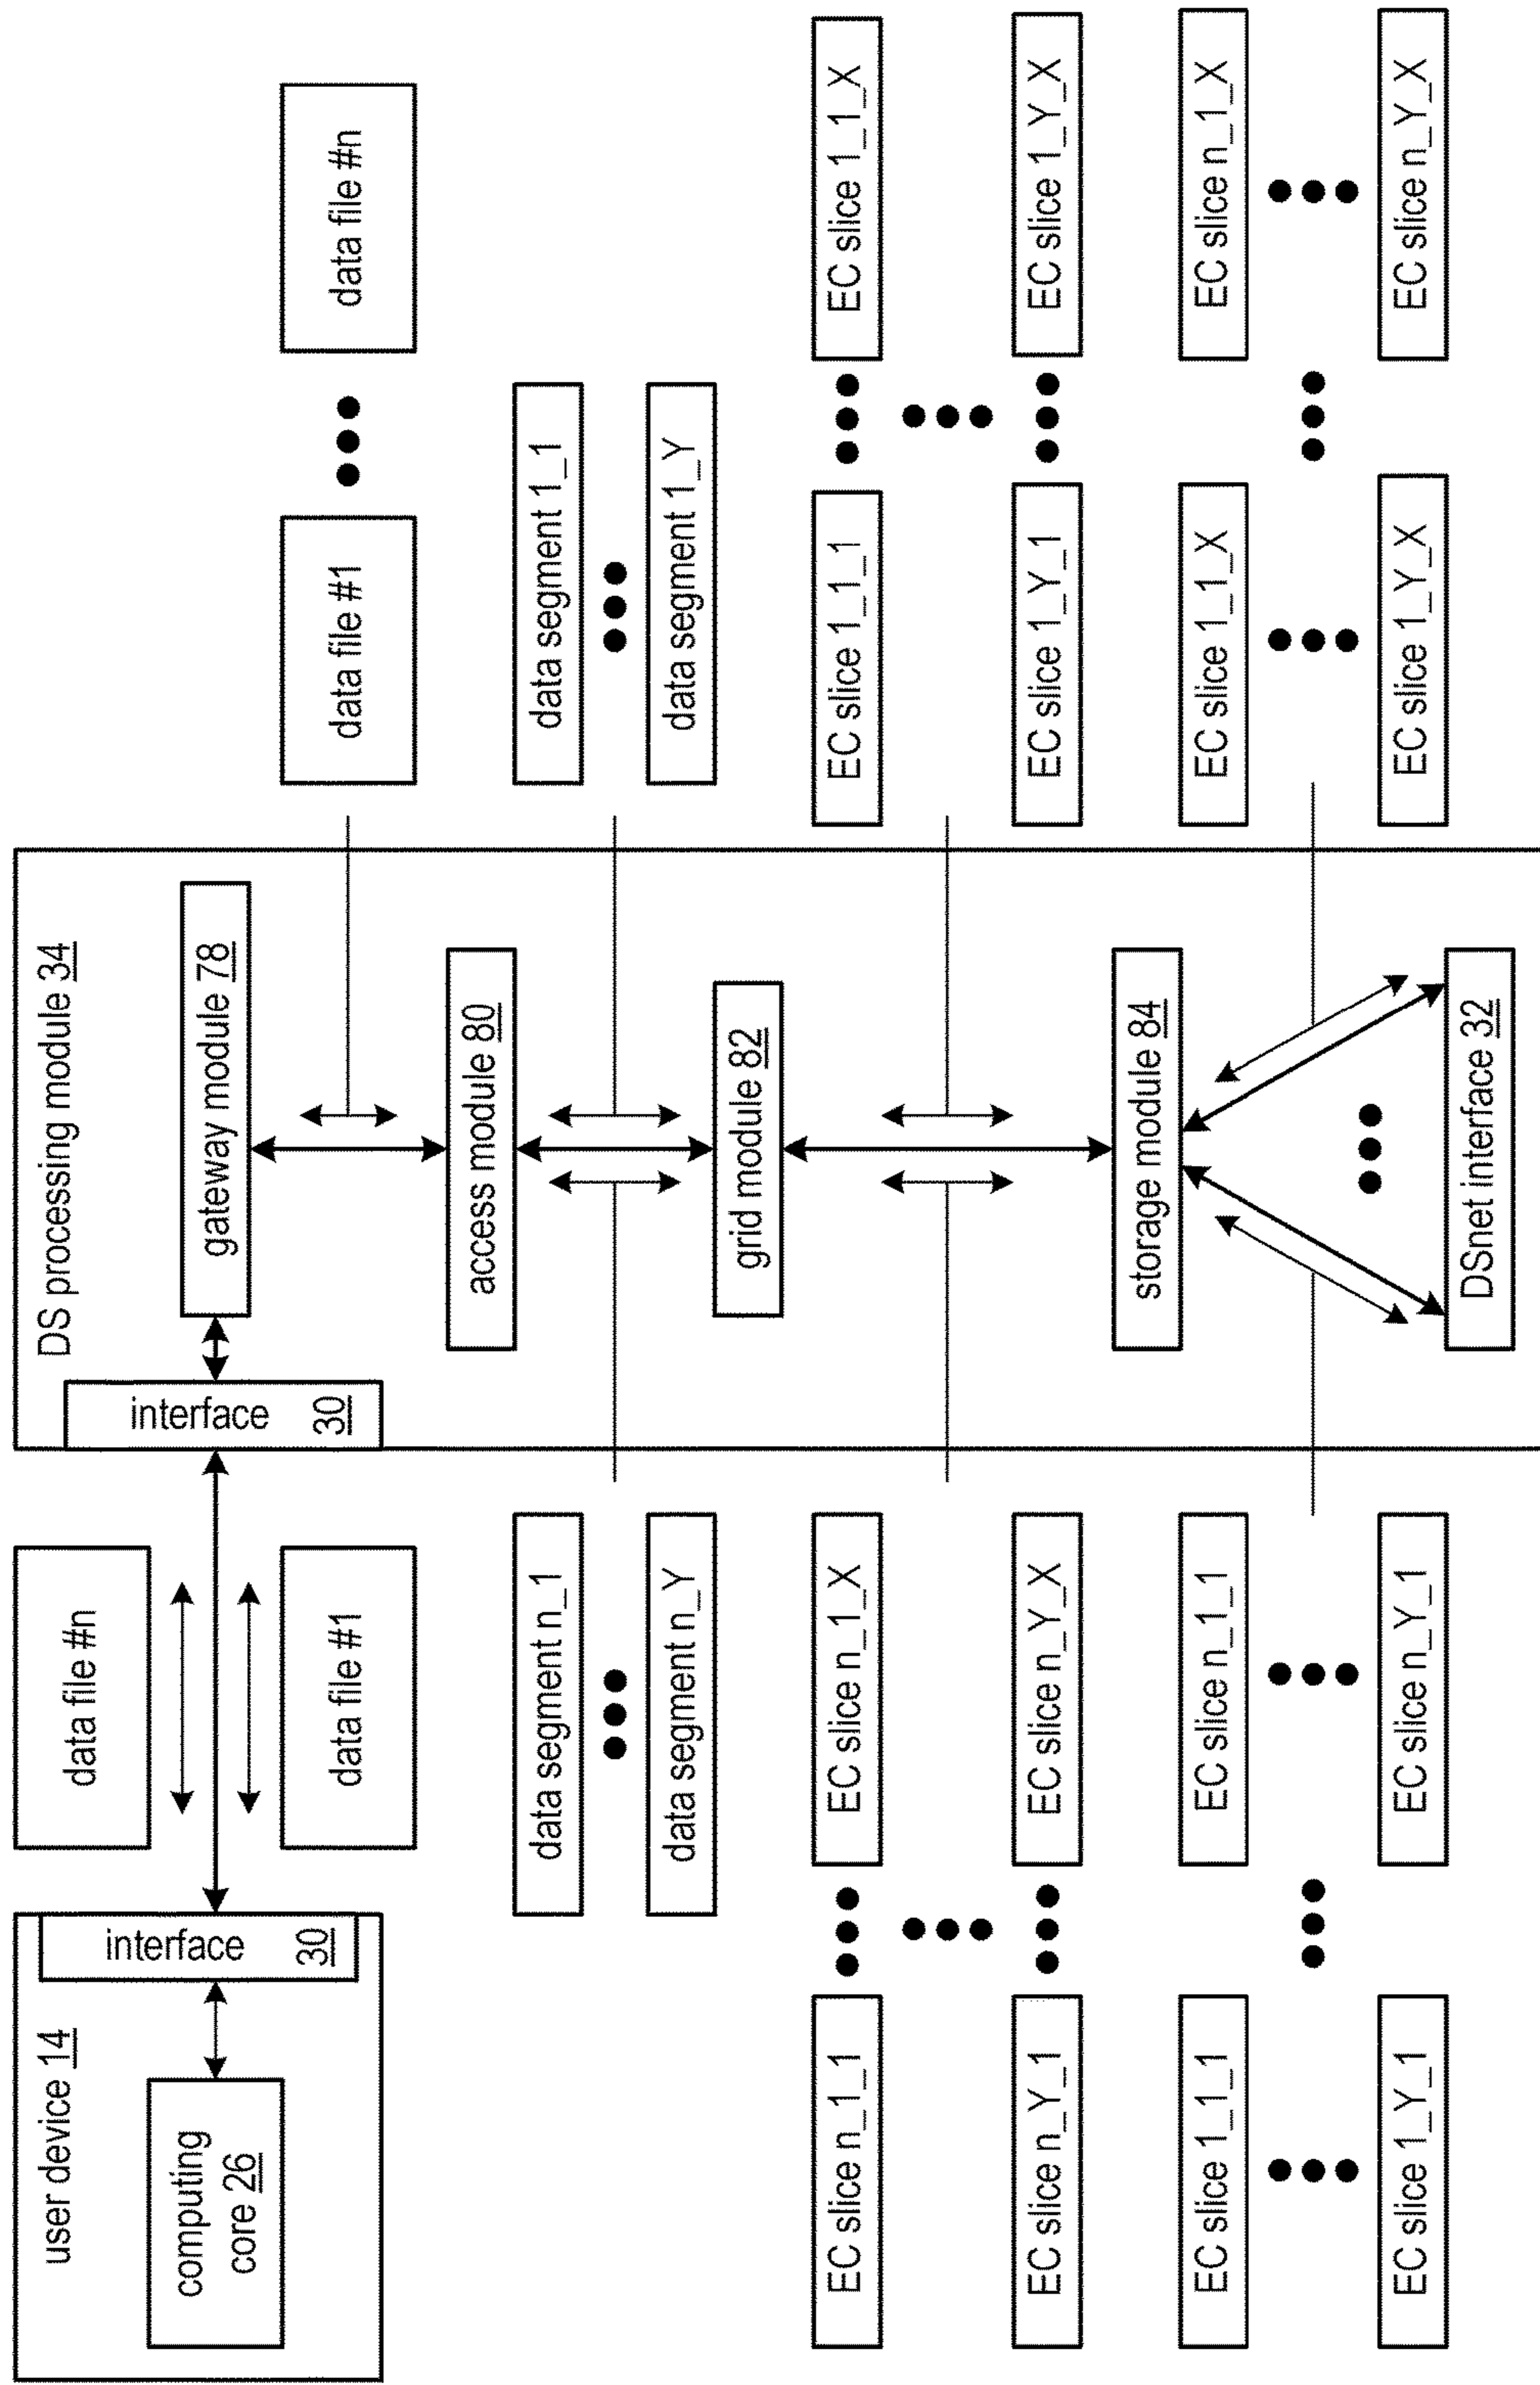 user device 14
computing
core 26
interface 30
data file #n
data file #1
DS processing module 34
interface 30
gateway module 78
data file #1
data file #n
access module 80
data segment n_1
data segment n_Y
data segment 1_1
data segment 1_Y
grid module 82
EC slice n_1_1
EC slice n_1_X
EC slice n_Y_1
EC slice n_Y_X
EC slice 1_1_1
EC slice 1_1_X
EC slice 1_Y_1
EC slice 1_Y_X
storage module 84
EC slice 1_1_1
EC slice n_1_1
EC slice 1_Y_1
EC slice n_Y_1
EC slice 1_1_X
EC slice n_1_X
EC slice 1_Y_X
EC slice n_Y_X
DSnet interface 32